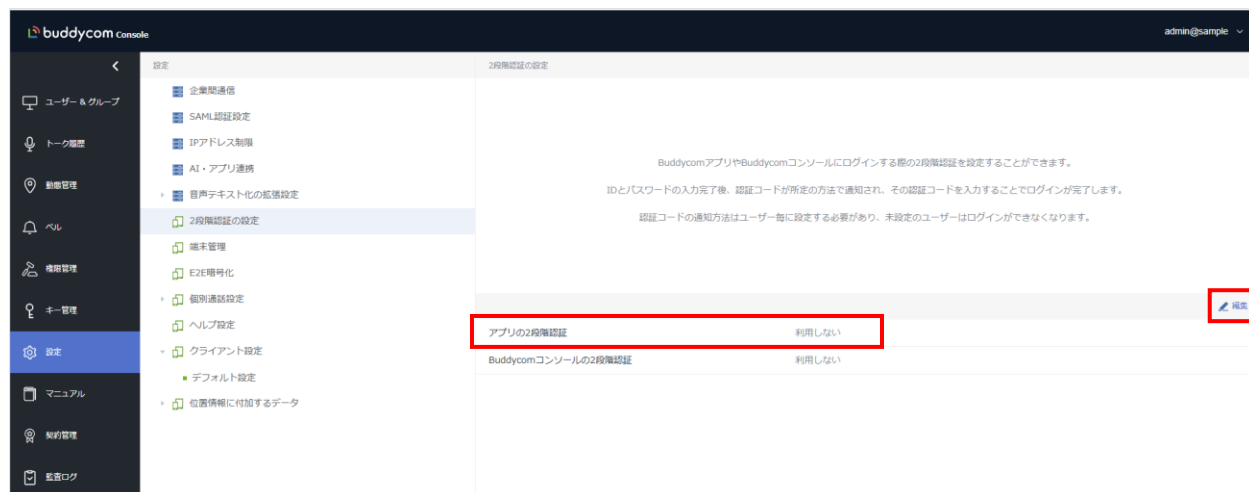 buddycom Console
admin@sample
設定
2段階認証の設定
ユーザー & グループ
トーク履歴
動態管理
ベル
権限管理
キー管理
設定
マニュアル
契約管理
監査ログ
企業間通信
SAML認証設定
IPアドレス制限
AI・アプリ連携
音声テキスト化の拡張設定
2段階認証の設定
端末管理
E2E暗号化
個別通話設定
ヘルプ設定
クライアント設定
デフォルト設定
位置情報に付加するデータ
BuddycomアプリやBuddycomコンソールにログインする際の2段階認証を設定することができます。
IDとパスワードの入力完了後、認証コードが所定の方法で通知され、その認証コードを入力することでログインが完了します。
認証コードの通知方法はユーザー毎に設定する必要があり、未設定のユーザーはログインができなくなります。
編集
アプリの2段階認証 利用しない
Buddycomコンソールの2段階認証 利用しない